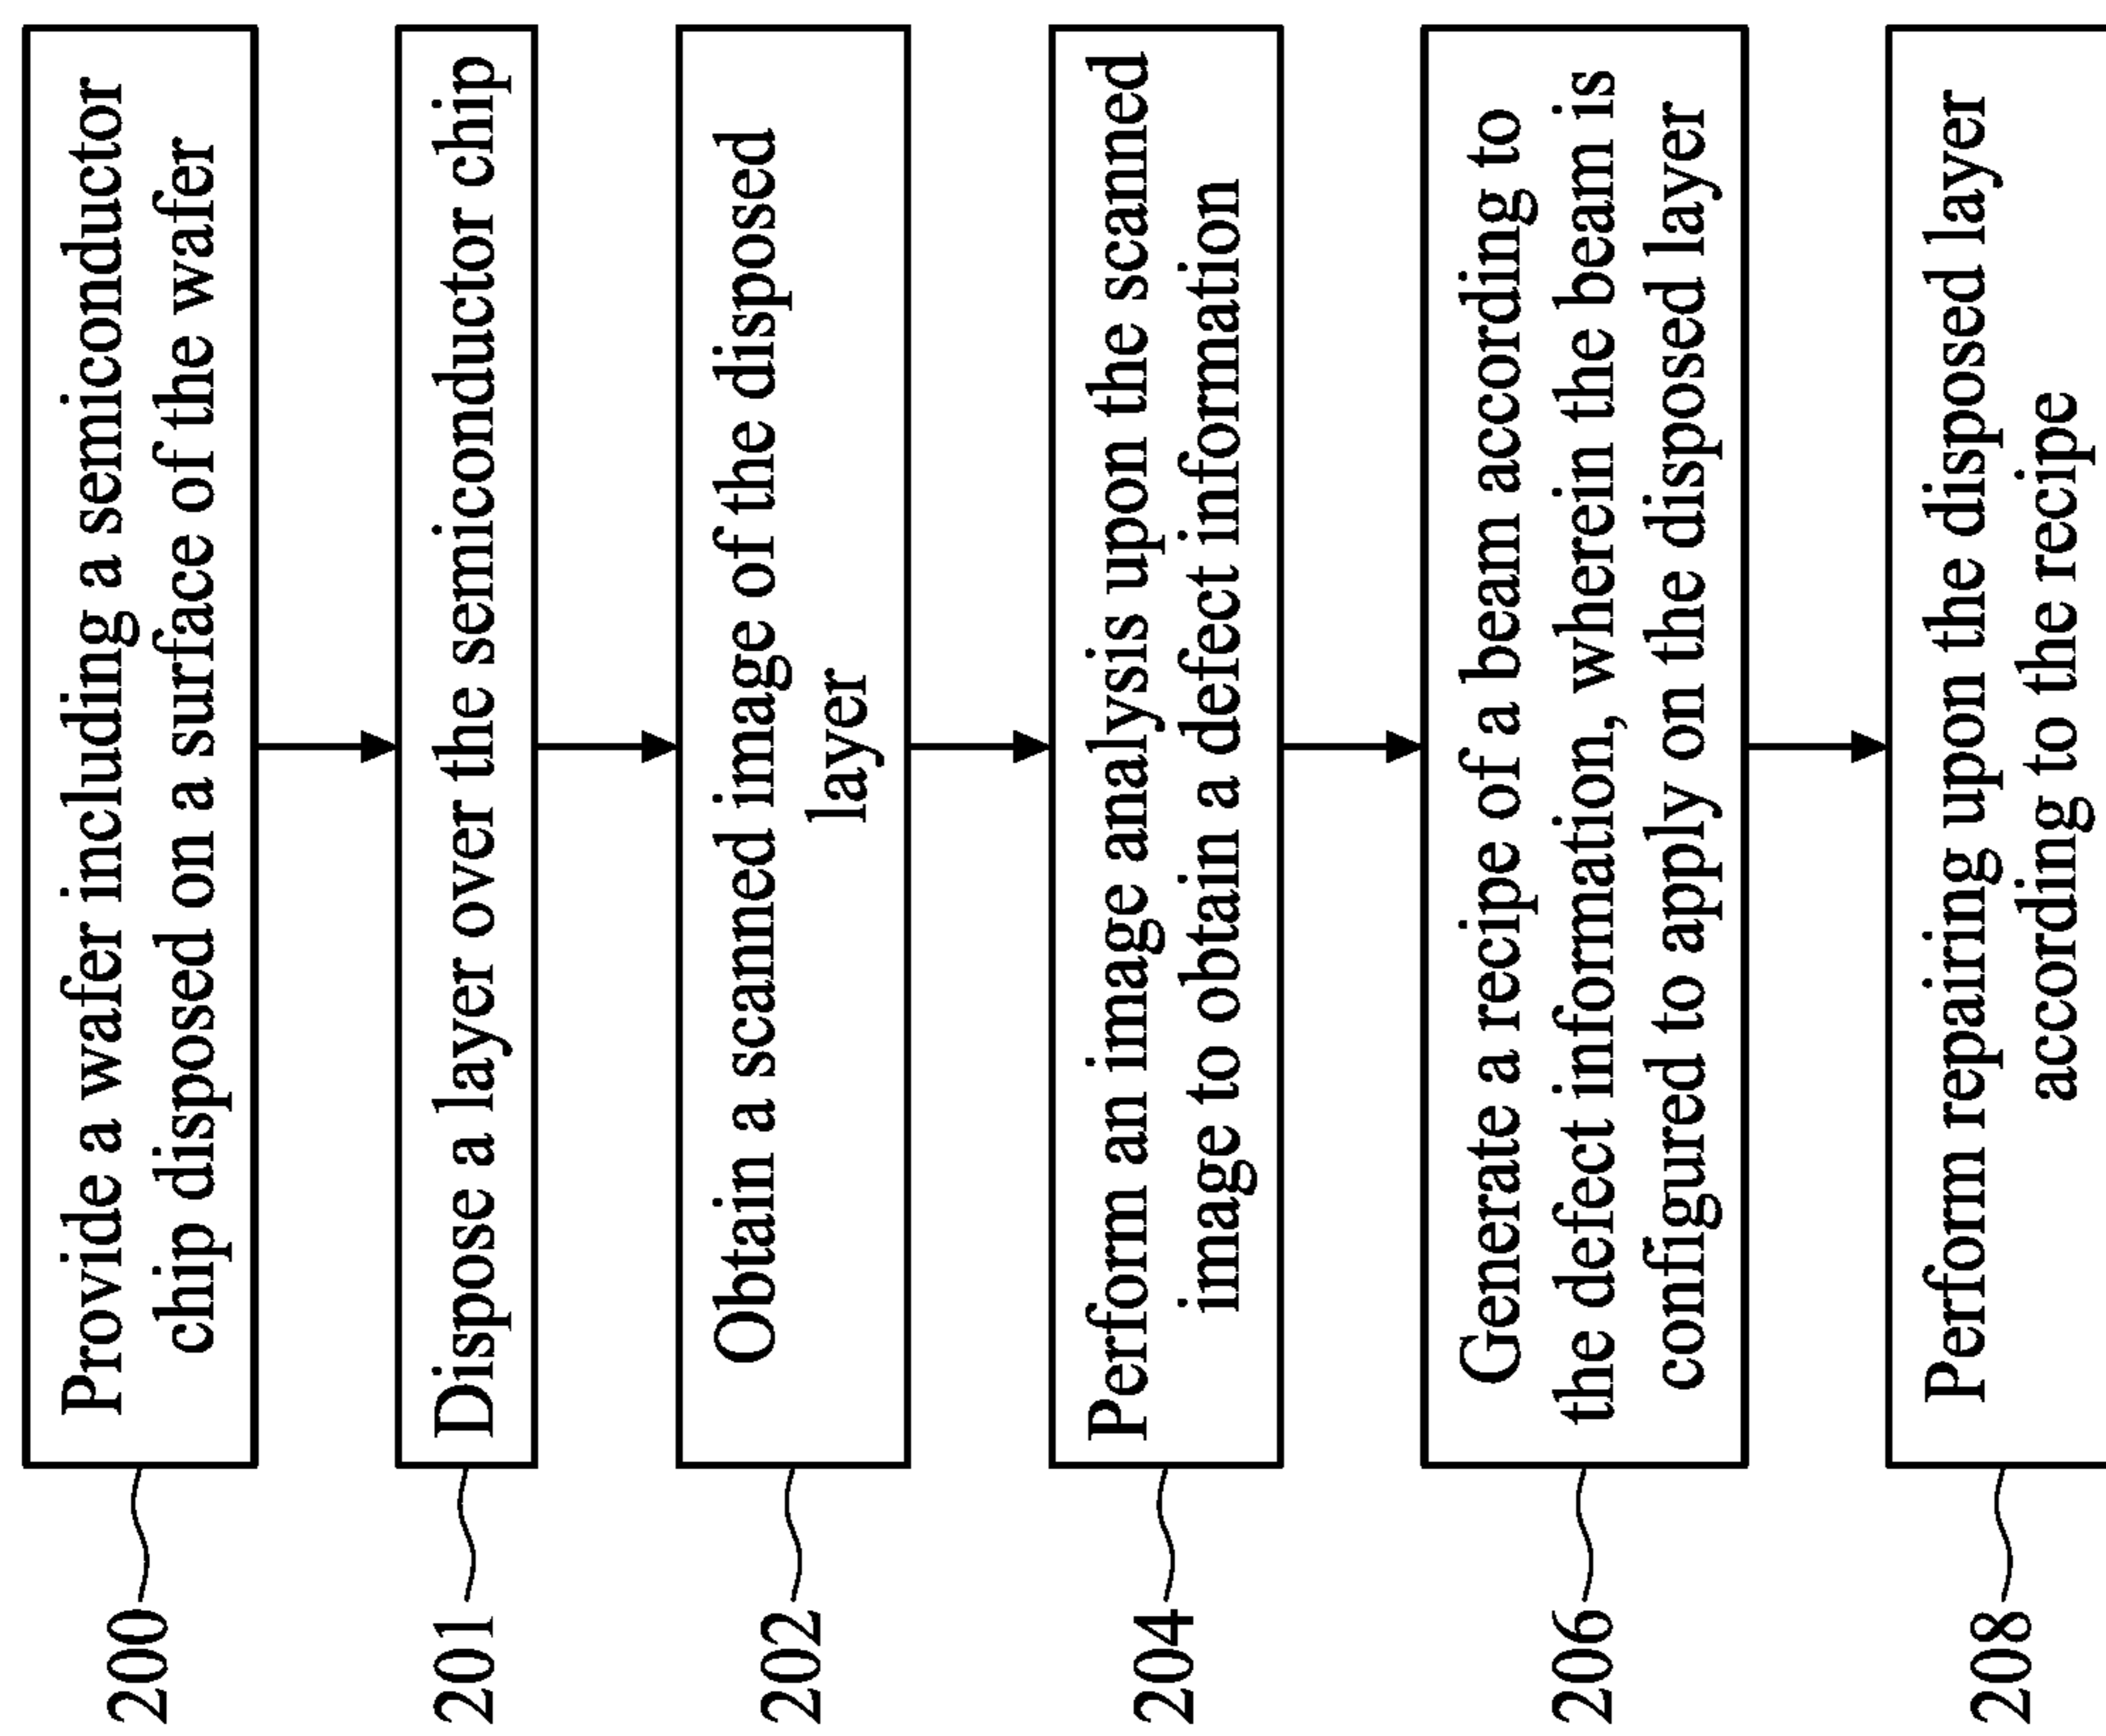 200
Provide a wafer including a semiconductor
chip disposed on a surface of the wafer
201
Dispose a layer over the semiconductor chip
202
Obtain a scanned image of the disposed
layer
204
Perform an image analysis upon the scanned
image to obtain a defect information
206
Generate a recipe of a beam according to
the defect information, wherein the beam is
configured to apply on the disposed layer
208
Perform repairing upon the disposed layer
according to the recipe